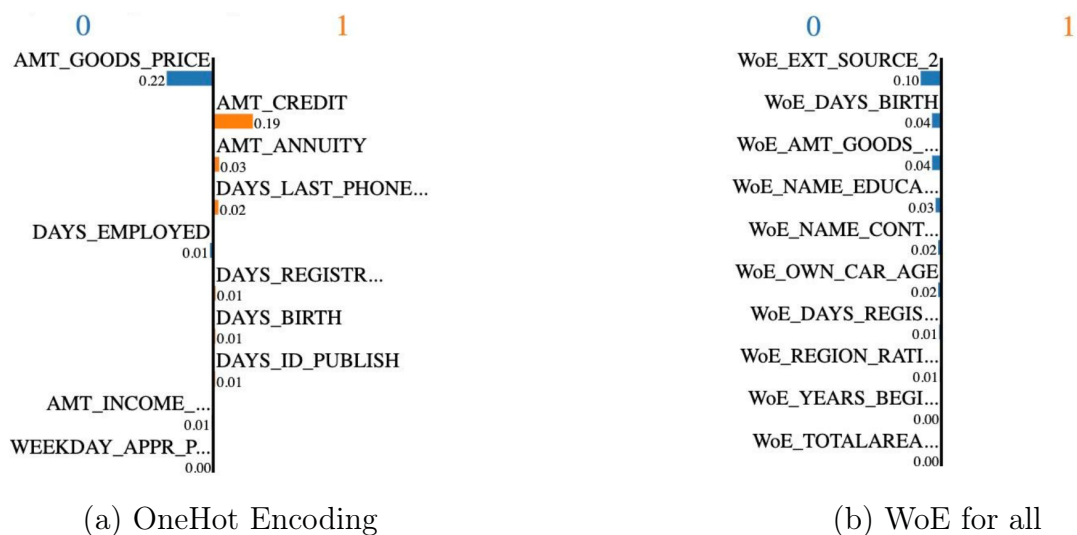 0 1
AMT_GOODS_PRICE
0.22
AMT_CREDIT
0.19
AMT_ANNUITY
0.03
DAYS_LAST_PHONE...
0.02
DAYS_EMPLOYED
0.01
DAYS_REGISTR...
0.01
DAYS_BIRTH
0.01
DAYS_ID_PUBLISH
0.01
AMT_INCOME_...
0.01
WEEKDAY_APPR_P...
0.00
(a) OneHot Encoding
0 1
WoE_EXT_SOURCE_2
0.10
WoE_DAYS_BIRTH
0.04
WoE_AMT_GOODS_...
0.04
WoE_NAME_EDUCA...
0.03
WoE_NAME_CONT...
0.02
WoE_OWN_CAR_AGE
0.02
WoE_DAYS_REGIS...
0.01
WoE_REGION_RATI...
0.01
WoE_YEARS_BEGI...
0.00
WoE_TOTALAREA...
0.00
(b) WoE for all